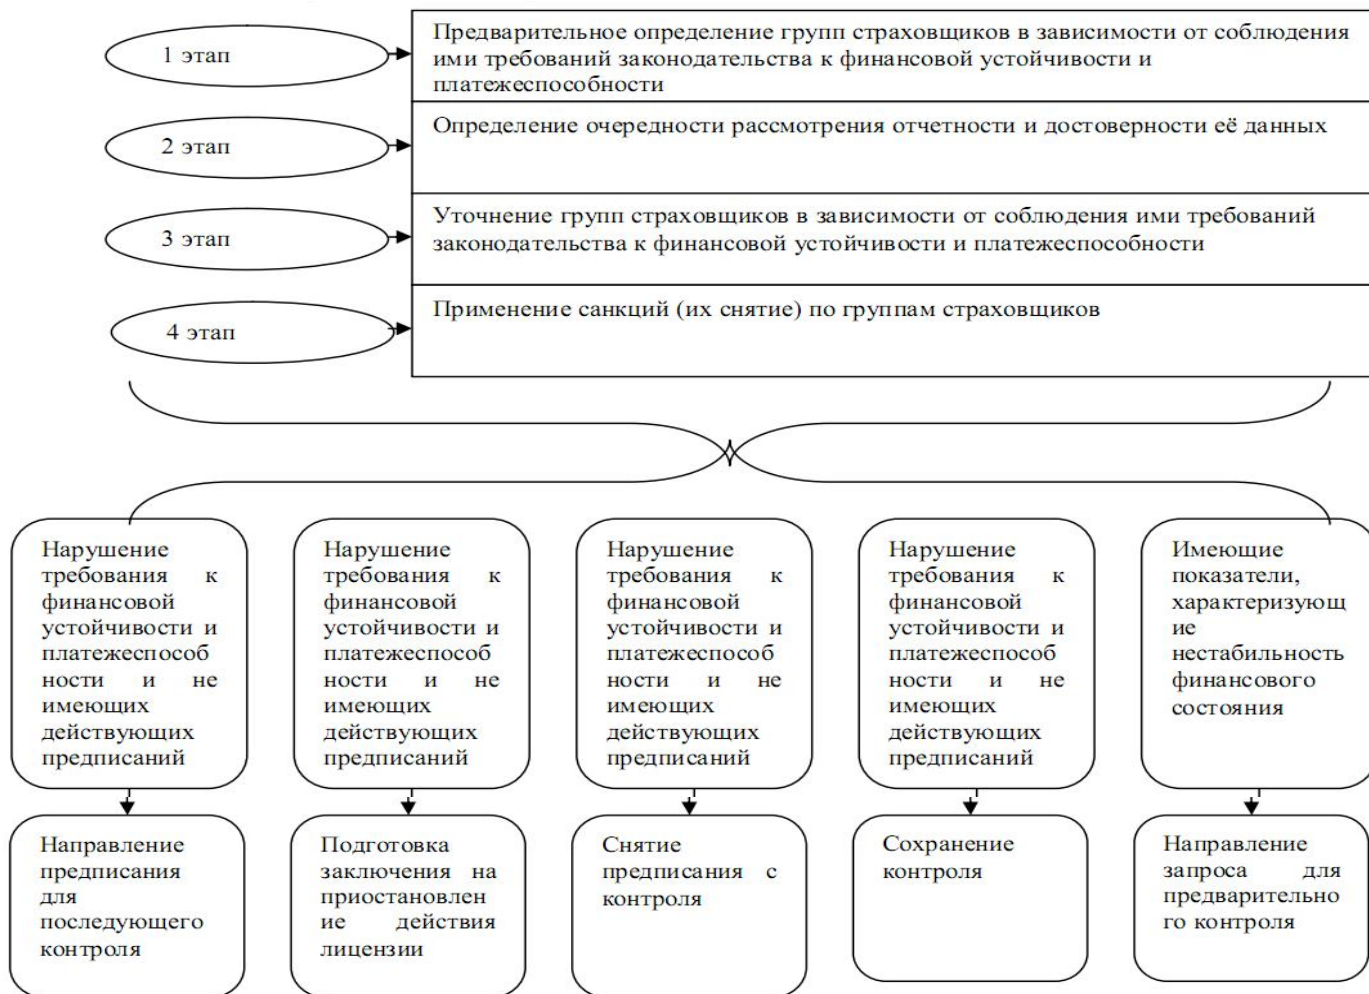 1 этап
Предварительное определение групп страховщиков в зависимости от соблюдения
ими требований законодательства к финансовой устойчивости и
платежеспособности
2 этап
Определение очередности рассмотрения отчетности и достоверности её данных
3 этап
Уточнение групп страховщиков в зависимости от соблюдения ими требований
законодательства к финансовой устойчивости и платежеспособности
4 этап
Применение санкций (их снятие) по группам страховщиков
Нарушение
требования к
финансовой
устойчивости и
платежеспособ
ности и не
имеющих
действующих
предписаний
Нарушение
требования к
финансовой
устойчивости и
платежеспособ
ности и не
имеющих
действующих
предписаний
Нарушение
требования к
финансовой
устойчивости и
платежеспособ
ности и не
имеющих
действующих
предписаний
Нарушение
требования к
финансовой
устойчивости и
платежеспособ
ности и не
имеющих
действующих
предписаний
Имеющие
показатели,
характеризующ
ие
нестабильность
финансового
состояния
Направление
предписания
для
последующего
контроля
Подготовка
заключения на
приостановлен
ие действия
лицензии
Снятие
предписания с
контроля
Сохранение
контроля
Направление
запроса для
предварительно
го контроля